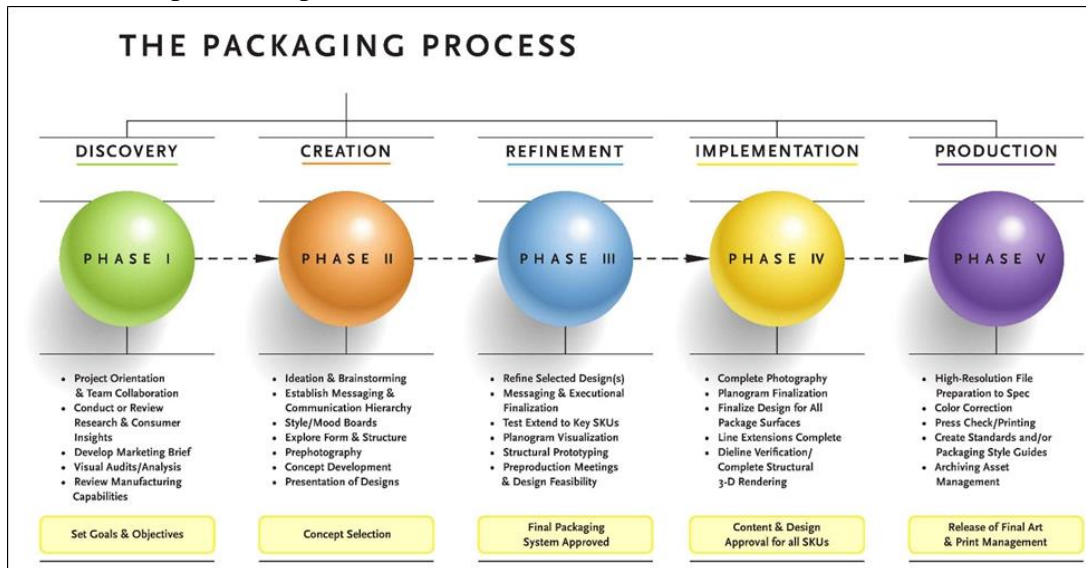 THE PACKAGING PROCESS
DISCOVERY
PHASE I
• Project Orientation
& Team Collaboration
• Conduct or Review
Research & Consumer
Insights
• Develop Marketing Brief
• Visual Audits/Analysis
• Review Manufacturing
Capabilities
Set Goals & Objectives
CREATION
PHASE II
• Ideation & Brainstorming
• Establish Messaging &
Communication Hierarchy
• Style/Mood Boards
• Explore Form & Structure
• Prephotography
• Concept Development
• Presentation of Designs
Concept Selection
REFINEMENT
PHASE III
• Refine Selected Design(s)
• Messaging & Executional
Finalization
• Test Extend to Key SKUs
• Planogram Visualization
• Structural Prototyping
• Preproduction Meetings
& Design Feasibility
Final Packaging
System Approved
IMPLEMENTATION
PHASE IV
• Complete Photography
• Planogram Finalization
• Finalize Design for All
Package Surfaces
• Line Extensions Complete
• Dieline Verification/
Complete Structural
3-D Rendering
Content & Design
Approval for all SKUs
PRODUCTION
PHASE V
• High-Resolution File
Preparation to Spec
• Color Correction
• Press Check/Printing
• Create Standards and/or
Packaging Style Guides
• Archiving Asset
Management
Release of Final Art
& Print Management